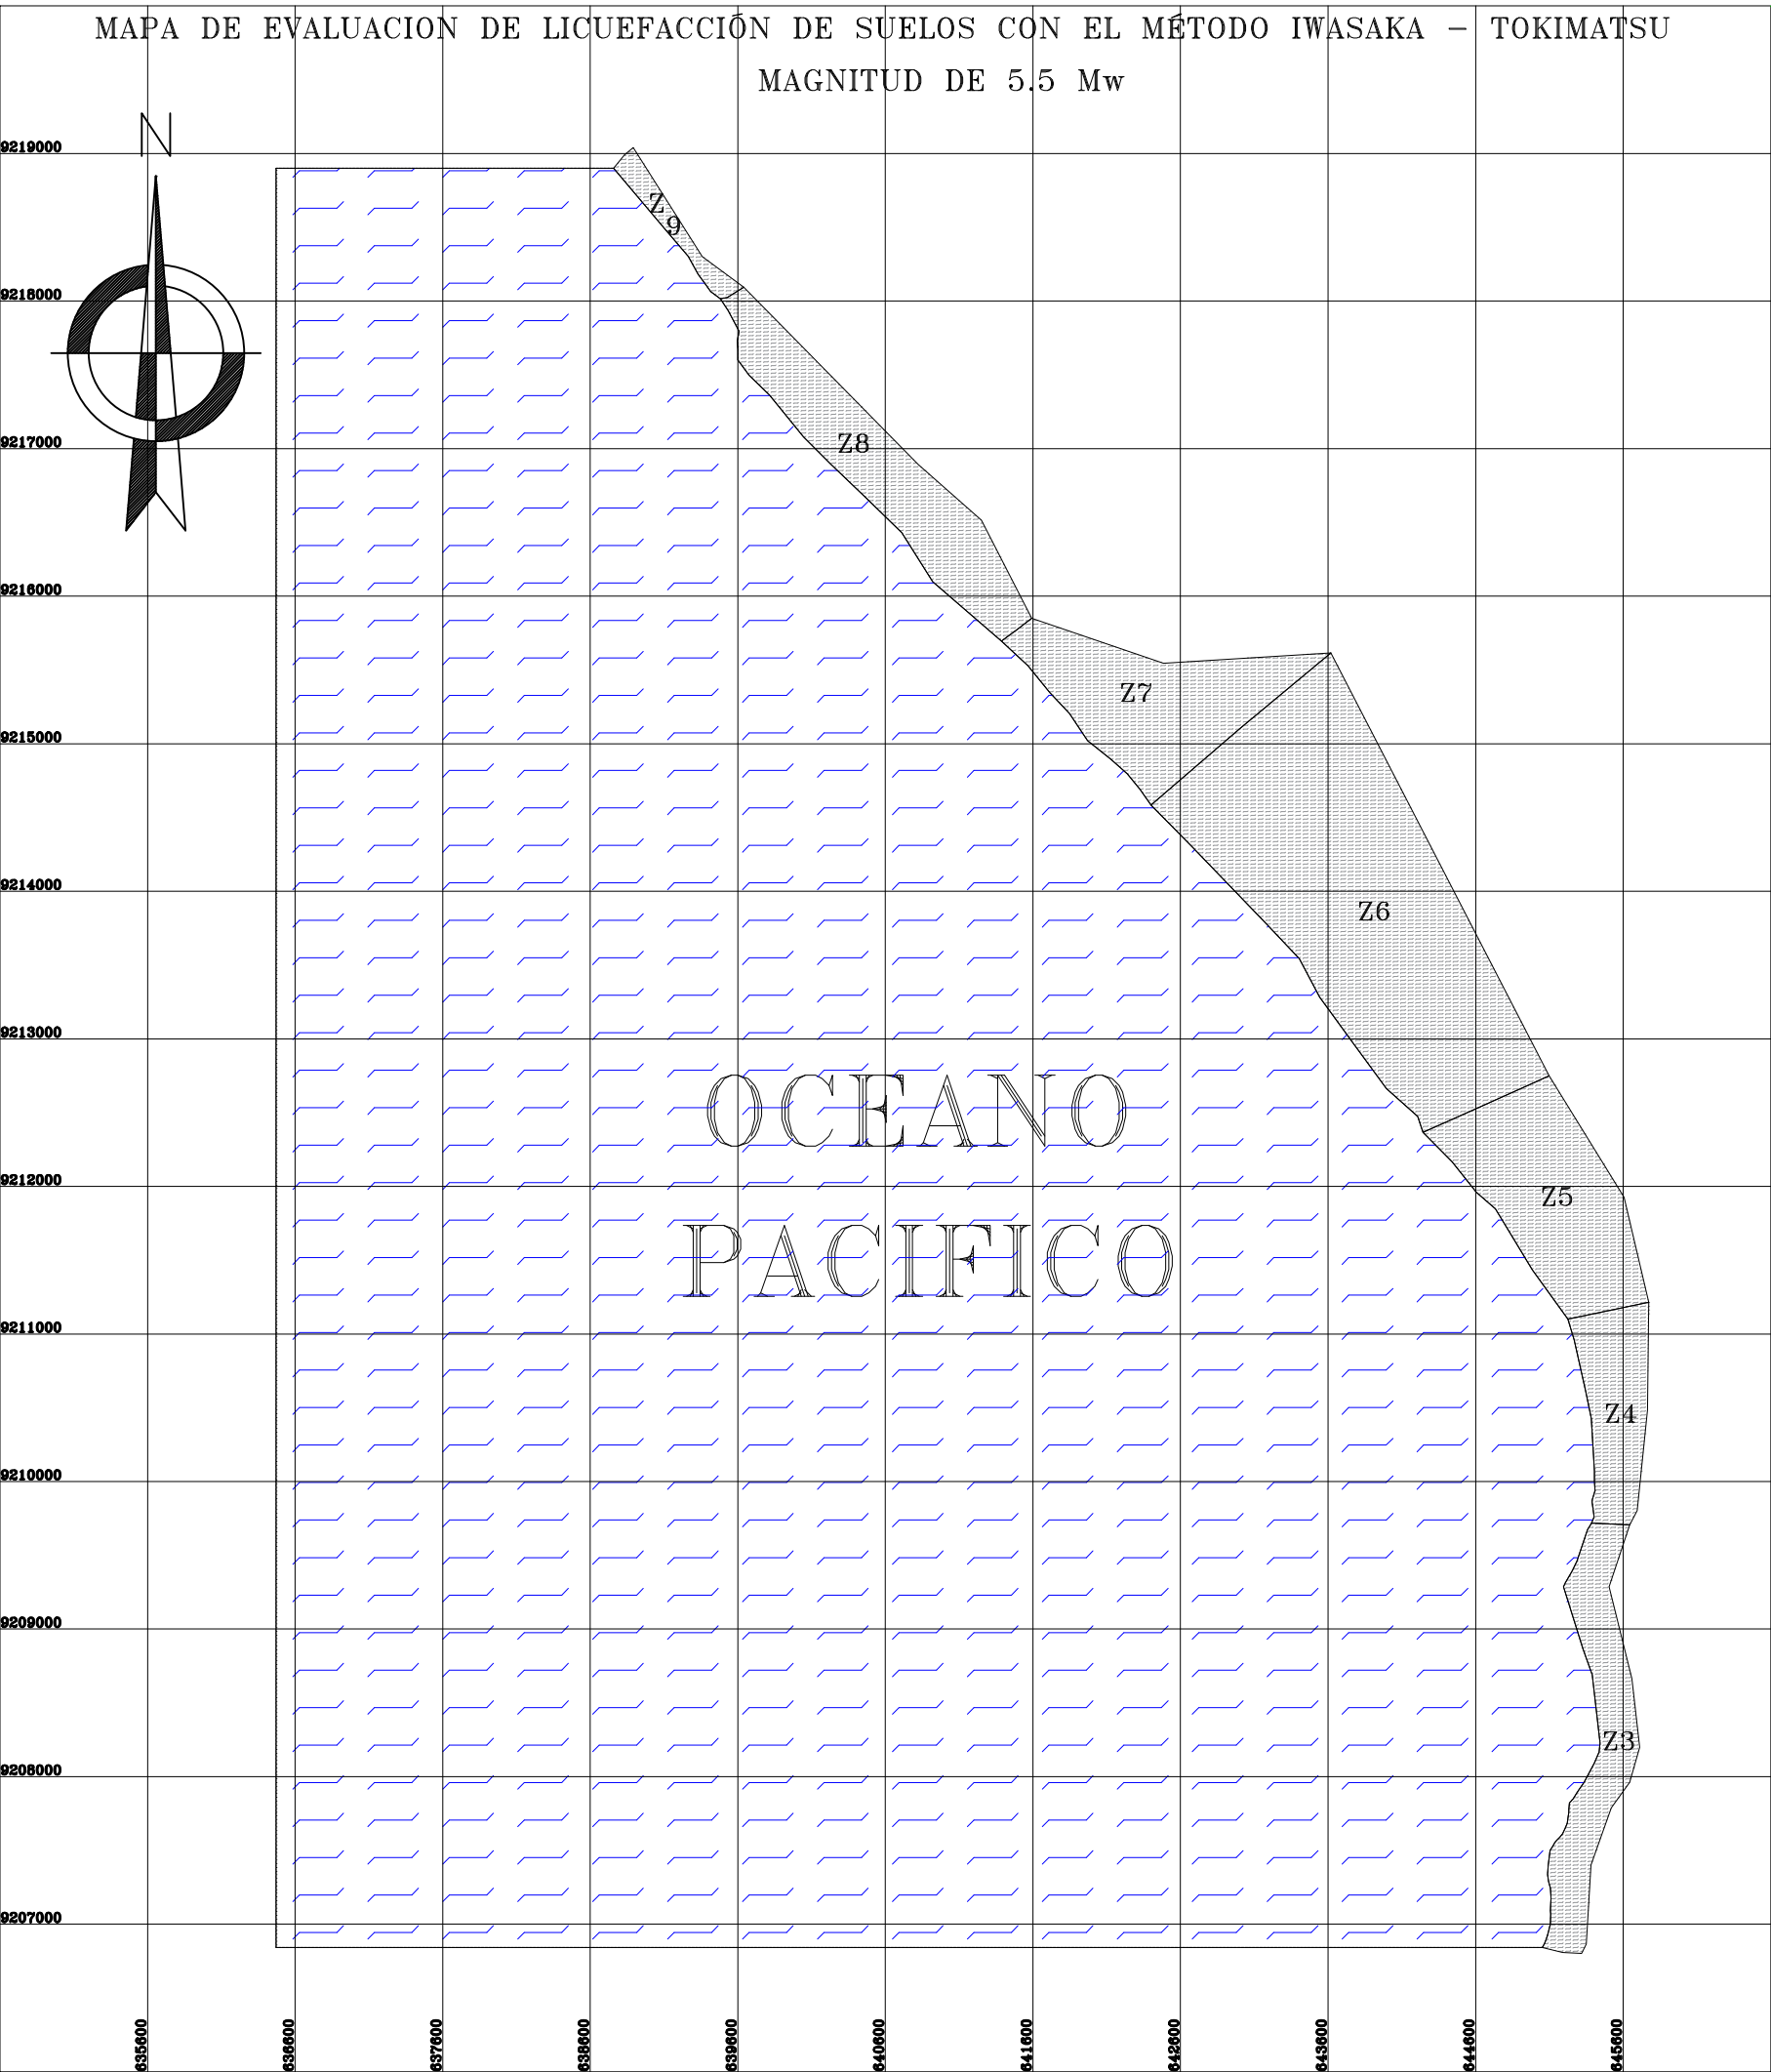 MAPA DE EVALUACION DE LICUEFACCIÓN DE SUELOS CON EL MÉTODO IWASAKA – TOKIMATSU
MAGNITUD DE 5.5 Mw
N
9219000
Z9
9218000
9217000
Z8
9216000
Z7
9215000
9214000
Z6
9213000
OCEANO
9212000
Z5
PACIFICO
9211000
Z4
9210000
9209000
Z3
9208000
9207000
635600
636600
637600
638600
639600
640600
641600
642600
643600
644600
645600